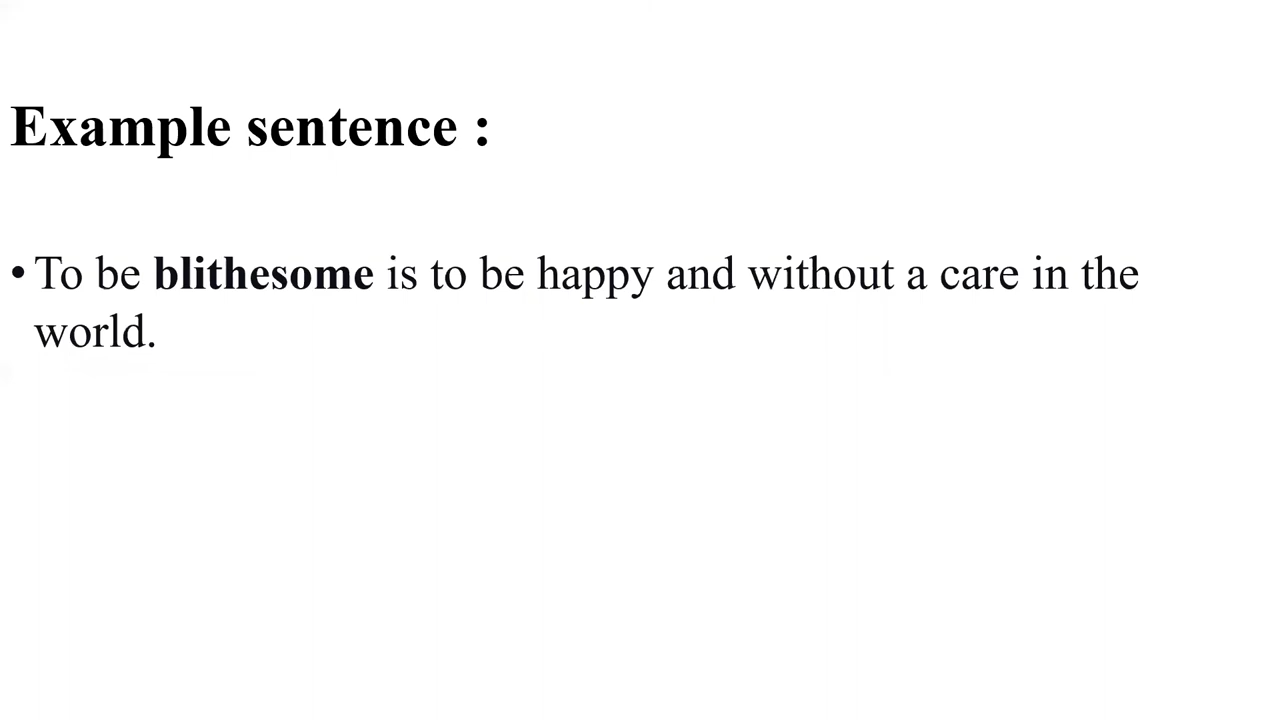 Example sentence :
• To be blithesome is to be happy and without a care in the
world.